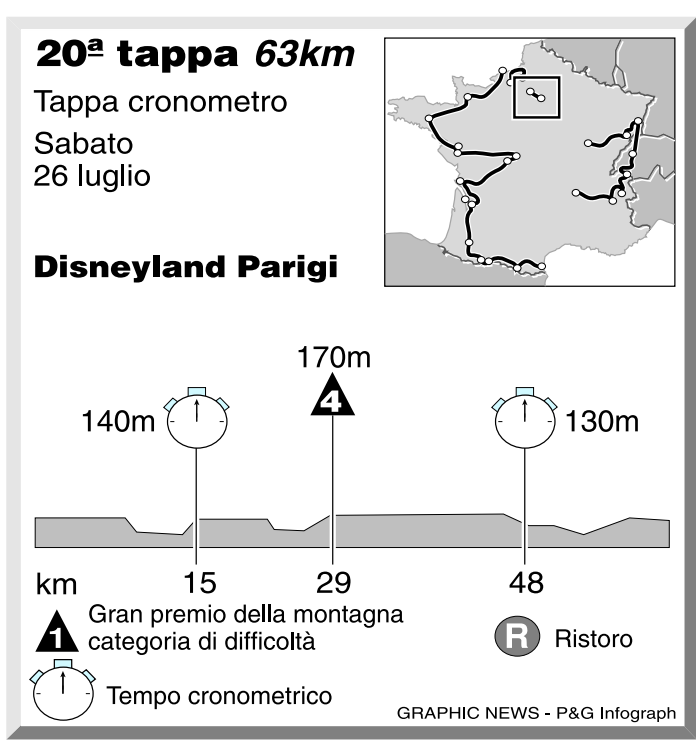 20ª tappa 63km
Tappa cronometro
Sabato
26 luglio
Disneyland Parigi
170m
4
140m
130m
km 15 29 48
1 Gran premio della montagna
categoria di difficoltà
R Ristoro
Tempo cronometrico
GRAPHIC NEWS - P&G Infograph